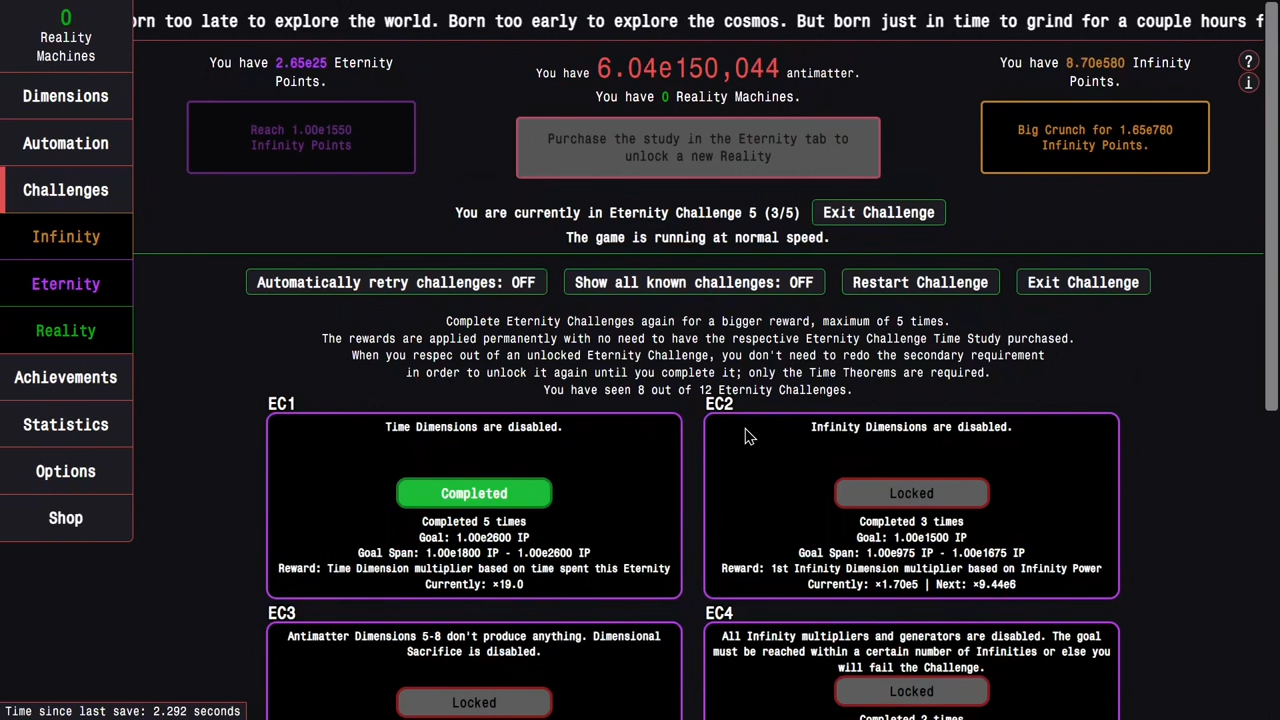 0
Reality
Machines
orn too late to explore the world. Born too early to explore the cosmos. But born just in time to grind for a couple hours f
You have 2.65e25 Eternity
Points.
Reach 1.00e1550
Infinity Points
You have 6.04e150,044 antimatter.
You have 0 Reality Machines.
Purchase the study in the Eternity tab to
unlock a new Reality
You have 8.70e580 Infinity
Points.
Big Crunch for 1.65e760
Infinity Points.
?
i
Dimensions
Automation
Challenges
Infinity
Eternity
Reality
Achievements
Statistics
Options
Shop
You are currently in Eternity Challenge 5 (3/5)
Exit Challenge
The game is running at normal speed.
Automatically retry challenges: OFF
Show all known challenges: OFF
Restart Challenge
Exit Challenge
Complete Eternity Challenges again for a bigger reward, maximum of 5 times.
The rewards are applied permanently with no need to have the respective Eternity Challenge Time Study purchased.
When you respec out of an unlocked Eternity Challenge, you don't need to redo the secondary requirement
in order to unlock it again until you complete it; only the Time Theorems are required.
You have seen 8 out of 12 Eternity Challenges.
EC1
Time Dimensions are disabled.
Completed
Completed 5 times
Goal: 1.00e2600 IP
Goal Span: 1.00e1800 IP - 1.00e2600 IP
Reward: Time Dimension multiplier based on time spent this Eternity
Currently: ×19.0
EC2
Infinity Dimensions are disabled.
Locked
Completed 3 times
Goal: 1.00e1500 IP
Goal Span: 1.00e975 IP - 1.00e1675 IP
Reward: 1st Infinity Dimension multiplier based on Infinity Power
Currently: ×1.70e5 | Next: ×9.44e6
EC3
Antimatter Dimensions 5-8 don't produce anything. Dimensional
Sacrifice is disabled.
Locked
EC4
All Infinity multipliers and generators are disabled. The goal
must be reached within a certain number of Infinities or else you
will fail the Challenge.
Locked
Completed 2 times
Time since last save: 2.292 seconds